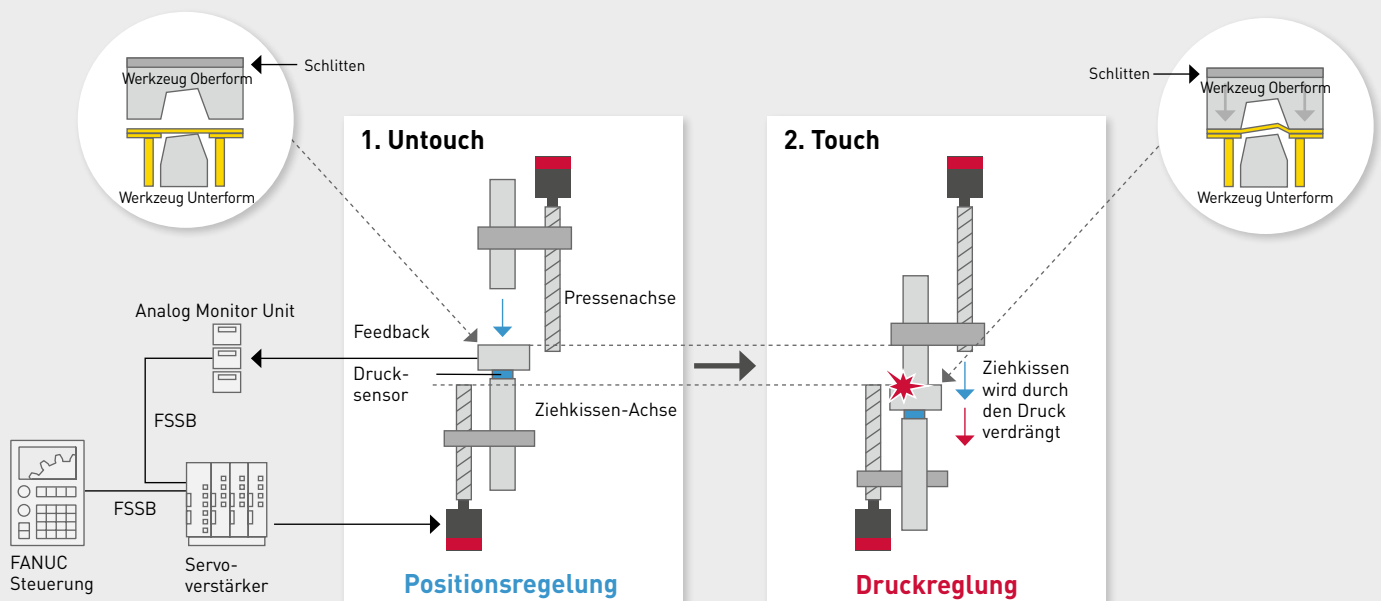 Werkzeug Oberform
Schlitten
Werkzeug Unterform
Schlitten
Werkzeug Oberform
Werkzeug Unterform
1. Untouch
2. Touch
Pressenachse
Analog Monitor Unit
Feedback
Druck-
sensor
Ziehkissen-Achse
Ziehkissen
wird durch
den Druck
verdrängt
FSSB
FSSB
FANUC
Steuerung
Servo-
verstärker
Positionsregelung
Druckreglung